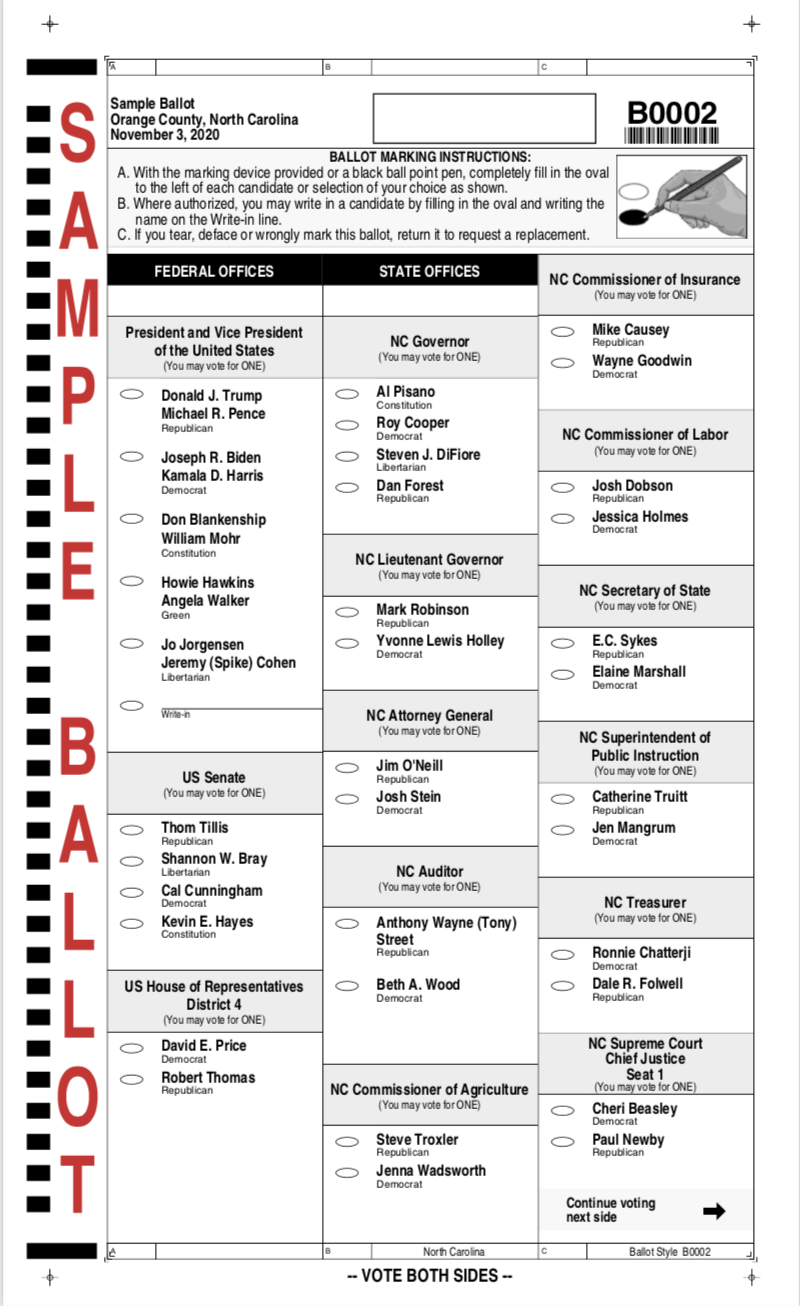 A
B
C
SAMPLE BALLOT
Sample Ballot
Orange County, North Carolina
November 3, 2020
B0002
BALLOT MARKING INSTRUCTIONS:
A. With the marking device provided or a black ball point pen, completely fill in the oval
to the left of each candidate or selection of your choice as shown.
B. Where authorized, you may write in a candidate by filling in the oval and writing the
name on the Write-in line.
C. If you tear, deface or wrongly mark this ballot, return it to request a replacement.
FEDERAL OFFICES
President and Vice President
of the United States
(You may vote for ONE)
Donald J. Trump
Michael R. Pence
Republican
Joseph R. Biden
Kamala D. Harris
Democrat
Don Blankenship
William Mohr
Constitution
Howie Hawkins
Angela Walker
Green
Jo Jorgensen
Jeremy (Spike) Cohen
Libertarian
Write-in
US Senate
(You may vote for ONE)
Thom Tillis
Republican
Shannon W. Bray
Libertarian
Cal Cunningham
Democrat
Kevin E. Hayes
Constitution
US House of Representatives
District 4
(You may vote for ONE)
David E. Price
Democrat
Robert Thomas
Republican
STATE OFFICES
NC Governor
(You may vote for ONE)
Al Pisano
Constitution
Roy Cooper
Democrat
Steven J. DiFiore
Libertarian
Dan Forest
Republican
NC Lieutenant Governor
(You may vote for ONE)
Mark Robinson
Republican
Yvonne Lewis Holley
Democrat
NC Attorney General
(You may vote for ONE)
Jim O'Neill
Republican
Josh Stein
Democrat
NC Auditor
(You may vote for ONE)
Anthony Wayne (Tony)
Street
Republican
Beth A. Wood
Democrat
NC Commissioner of Agriculture
(You may vote for ONE)
Steve Troxler
Republican
Jenna Wadsworth
Democrat
NC Commissioner of Insurance
(You may vote for ONE)
Mike Causey
Republican
Wayne Goodwin
Democrat
NC Commissioner of Labor
(You may vote for ONE)
Josh Dobson
Republican
Jessica Holmes
Democrat
NC Secretary of State
(You may vote for ONE)
E.C. Sykes
Republican
Elaine Marshall
Democrat
NC Superintendent of
Public Instruction
(You may vote for ONE)
Catherine Truitt
Republican
Jen Mangrum
Democrat
NC Treasurer
(You may vote for ONE)
Ronnie Chatterji
Democrat
Dale R. Folwell
Republican
NC Supreme Court
Chief Justice
Seat 1
(You may vote for ONE)
Cheri Beasley
Democrat
Paul Newby
Republican
Continue voting
next side
A
B
North Carolina
C
Ballot Style B0002
-- VOTE BOTH SIDES --